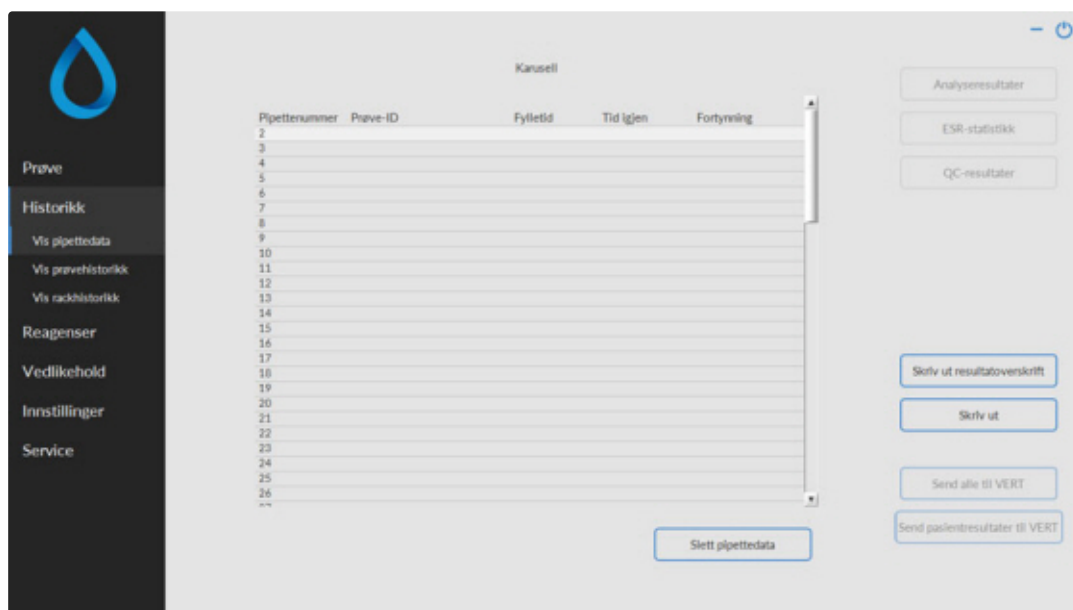 Karusell
Pipettenummer Prøve-ID Fylletid Tid igjen Fortynning
2
3
4
5
6
7
8
9
10
11
12
13
14
15
16
17
18
19
20
21
22
23
24
25
26
Slett pipettedata
Prøve
Historikk
Vis pipettedata
Vis prøvehistorikk
Vis rackhistorikk
Reagenser
Vedlikehold
Innstillinger
Service
Analyseresultater
ESR-statistikk
QC-resultater
Skriv ut resultatoverskrift
Skriv ut
Send alle til VERT
Send pasientresultater til VERT